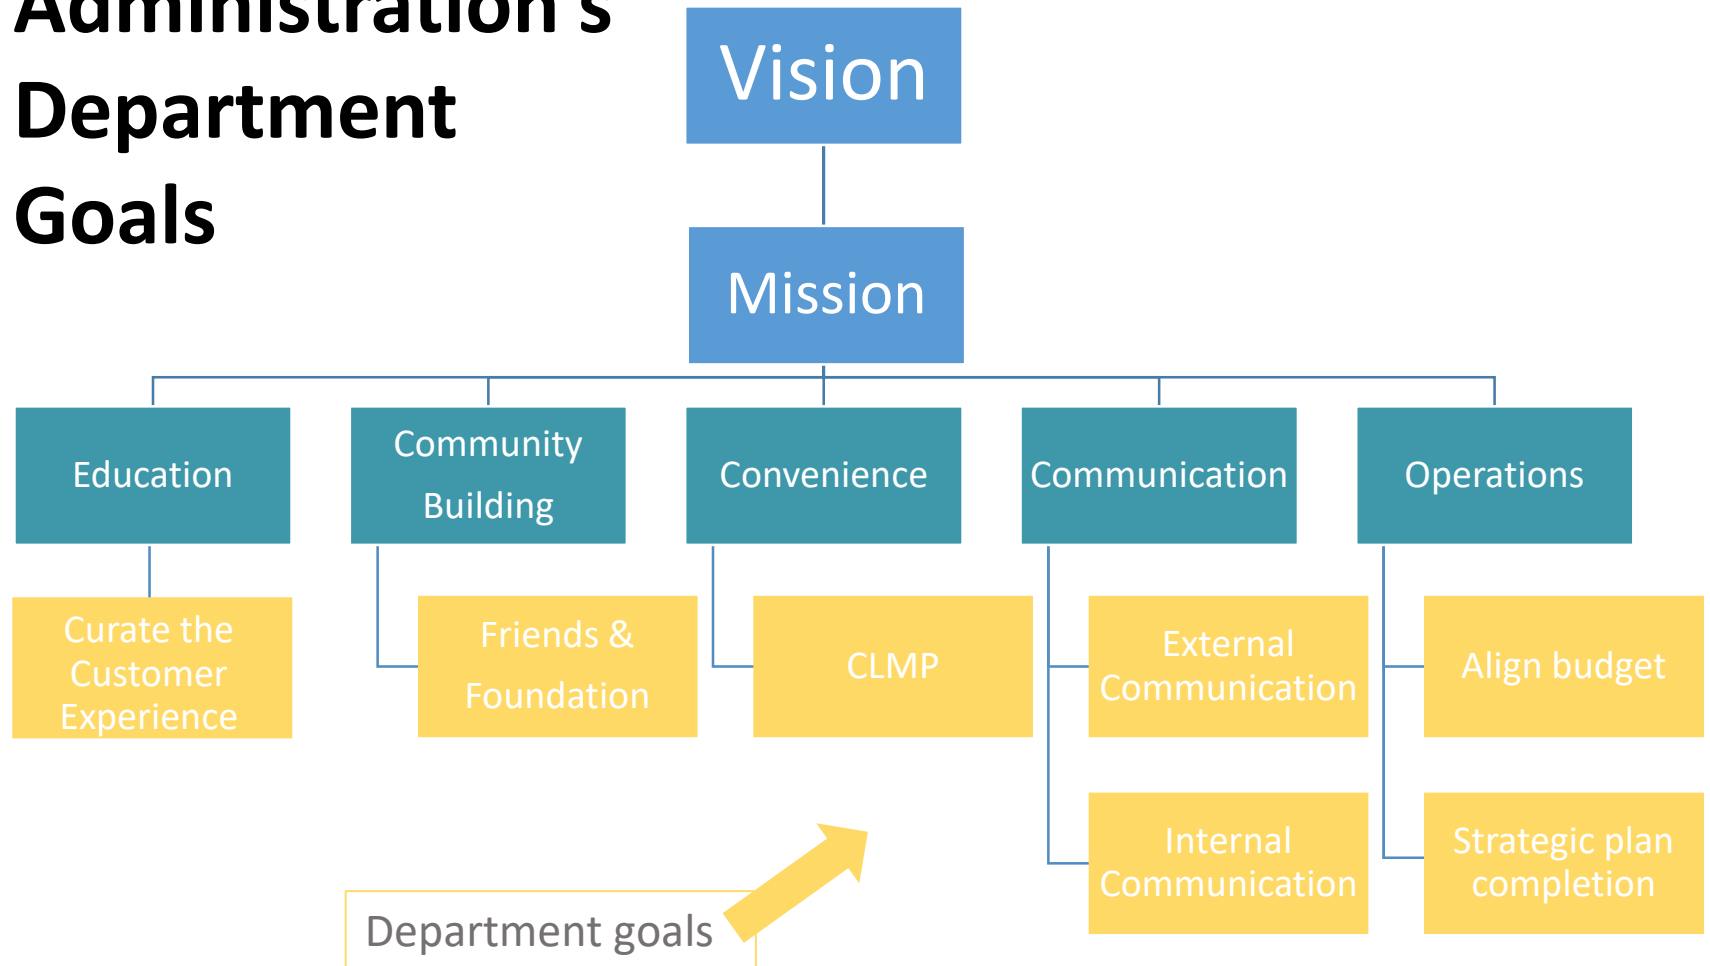 Administration's
Department
Goals
Vision
Mission
Education
Community
Building
Convenience
Communication
Operations
Curate the
Customer
Experience
Friends &
Foundation
CLMP
External
Communication
Align budget
Internal
Communication
Strategic plan
completion
Department goals